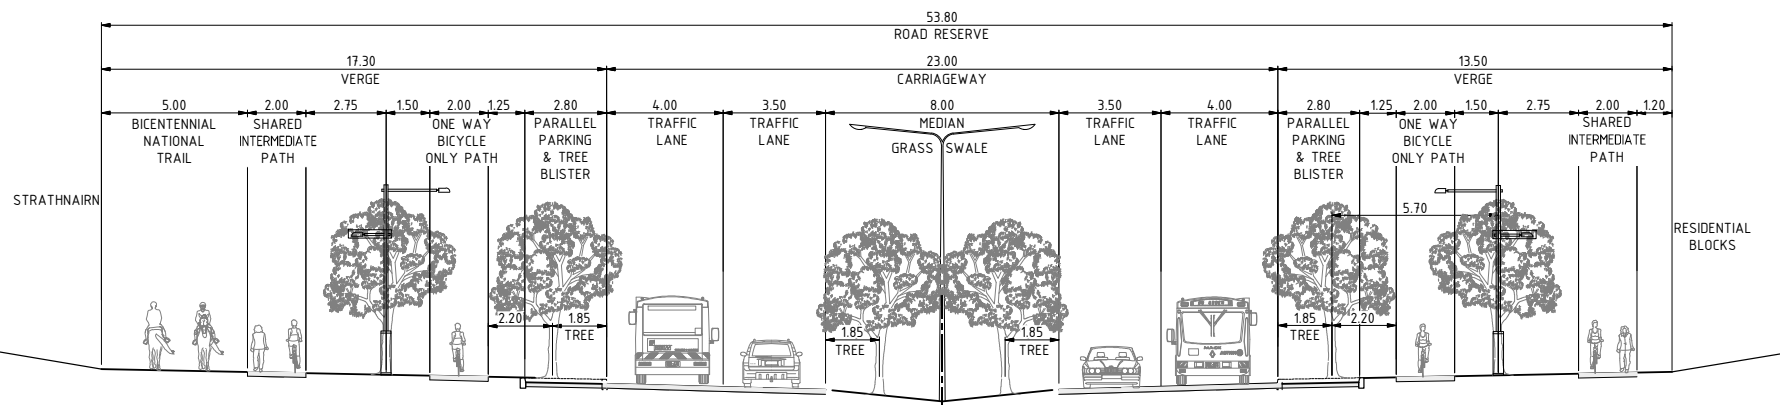 53.80
ROAD RESERVE
17.30
VERGE
23.00
CARRIAGEWAY
13.50
VERGE
5.00
2.00
2.75
1.50
2.00
1.25
2.80
4.00
3.50
8.00
3.50
4.00
2.80
1.25
2.00
1.50
2.75
2.00
1.20
BICENTENNIAL
NATIONAL
TRAIL
SHARED
INTERMEDIATE
PATH
ONE WAY
BICYCLE
ONLY PATH
PARALLEL
PARKING
& TREE
BLISTER
TRAFFIC
LANE
TRAFFIC
LANE
MEDIAN
GRASS SWALE
TRAFFIC
LANE
TRAFFIC
LANE
PARALLEL
PARKING
& TREE
BLISTER
ONE WAY
BICYCLE
ONLY PATH
SHARED
INTERMEDIATE
PATH
STRATHNAIRN
5.70
RESIDENTIAL
BLOCKS
2.20
1.85
TREE
1.85
TREE
1.85
TREE
1.85
TREE
2.20